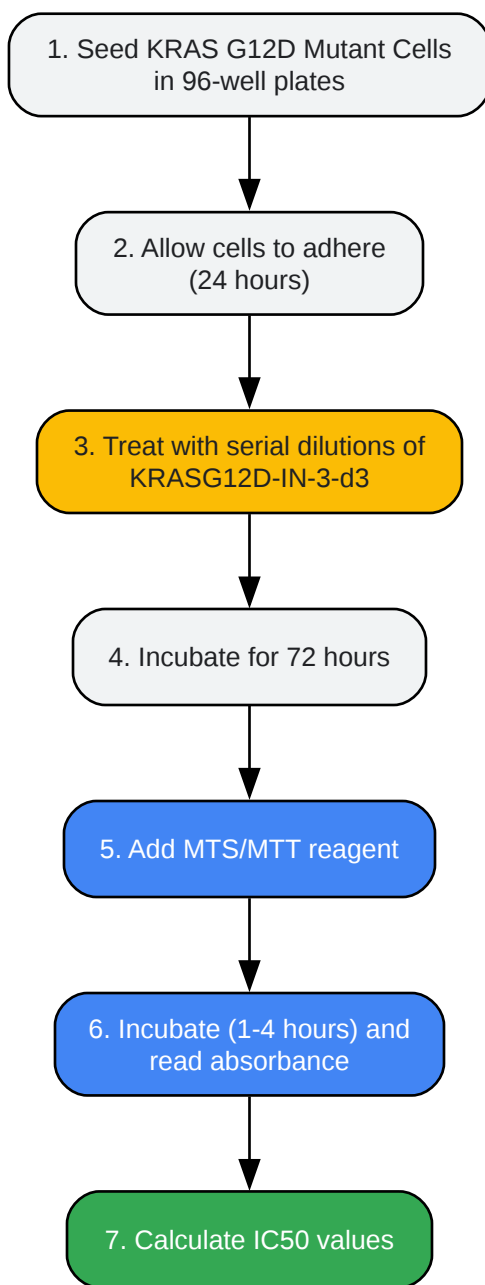 1. Seed KRAS G12D Mutant Cells
in 96-well plates
2. Allow cells to adhere
(24 hours)
3. Treat with serial dilutions of
KRASG12D-IN-3-d3
4. Incubate for 72 hours
5. Add MTS/MTT reagent
6. Incubate (1-4 hours) and
read absorbance
7. Calculate IC50 values